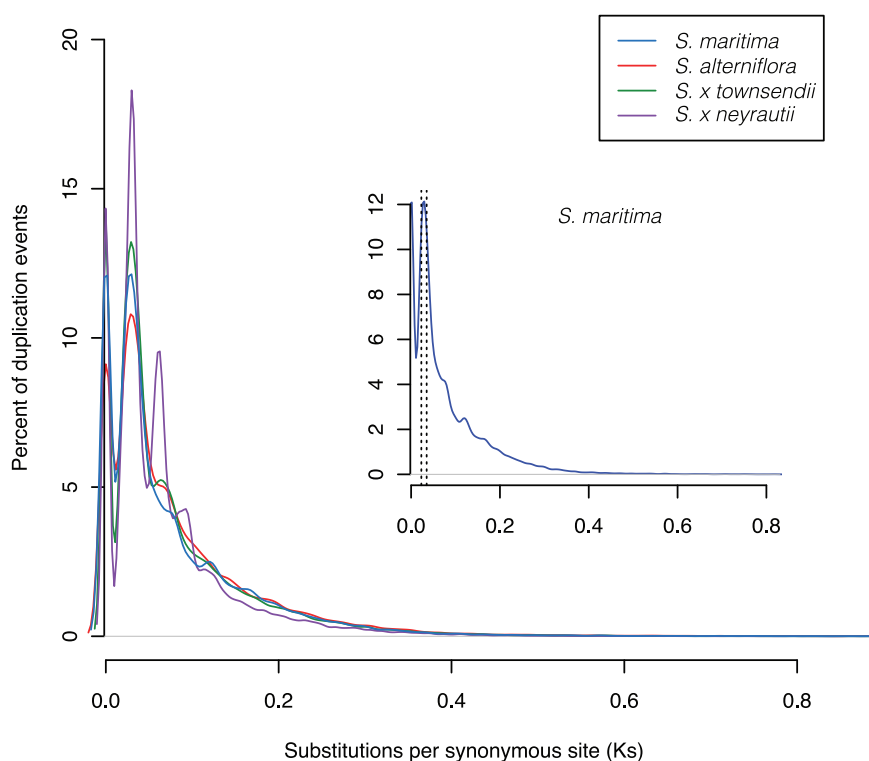 20
15
10
5
0
Percent of duplication events
0.0 0.2 0.4 0.6 0.8
Substitutions per synonymous site (Ks)
S. maritima
S. alterniflora
S. x townsendii
S. x neyrautii
S. maritima
12
10
8
6
4
2
0
0.0 0.2 0.4 0.6 0.8